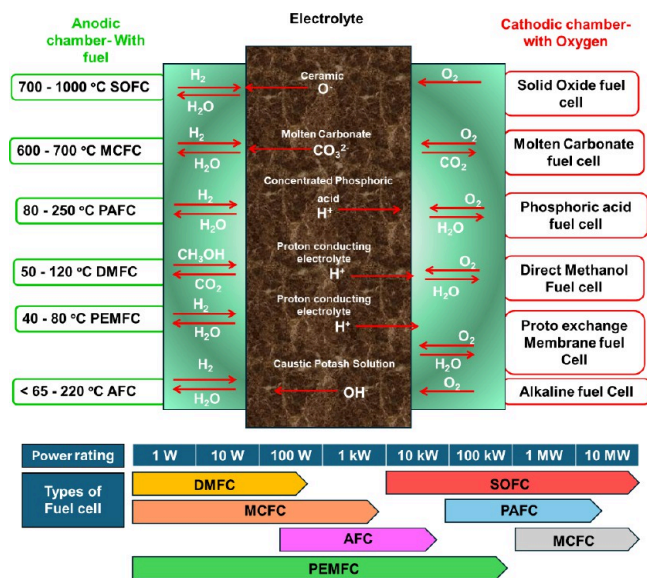 Anodic
chamber-With
fuel
Electrolyte
Cathodic chamber-
with Oxygen
700 - 1000 °C SOFC
H₂
H₂O
Ceramic
O⁻
O₂
Solid Oxide fuel
cell
600 - 700 °C MCFC
H₂
H₂O
Molten Carbonate
CO₃²⁻
O₂
CO₂
Molten Carbonate
fuel cell
80 - 250 °C PAFC
H₂
H₂O
Concentrated Phosphoric
acid
H⁺
O₂
H₂O
Phosphoric acid
fuel cell
50 - 120 °C DMFC
CH₃OH
CO₂
Proton conducting
electrolyte
H⁺
O₂
H₂O
Direct Methanol
Fuel cell
40 - 80 °C PEMFC
H₂
H₂O
Proton conducting
electrolyte
H⁺
O₂
H₂O
Proto exchange
Membrane fuel
Cell
< 65 - 220 °C AFC
H₂
H₂O
Caustic Potash Solution
OH⁻
O₂
Alkaline fuel Cell
Power rating 1 W 10 W 100 W 1 kW 10 kW 100 kW 1 MW 10 MW
Types of
Fuel cell
DMFC SOFC
MCFC PAFC
AFC MCFC
PEMFC